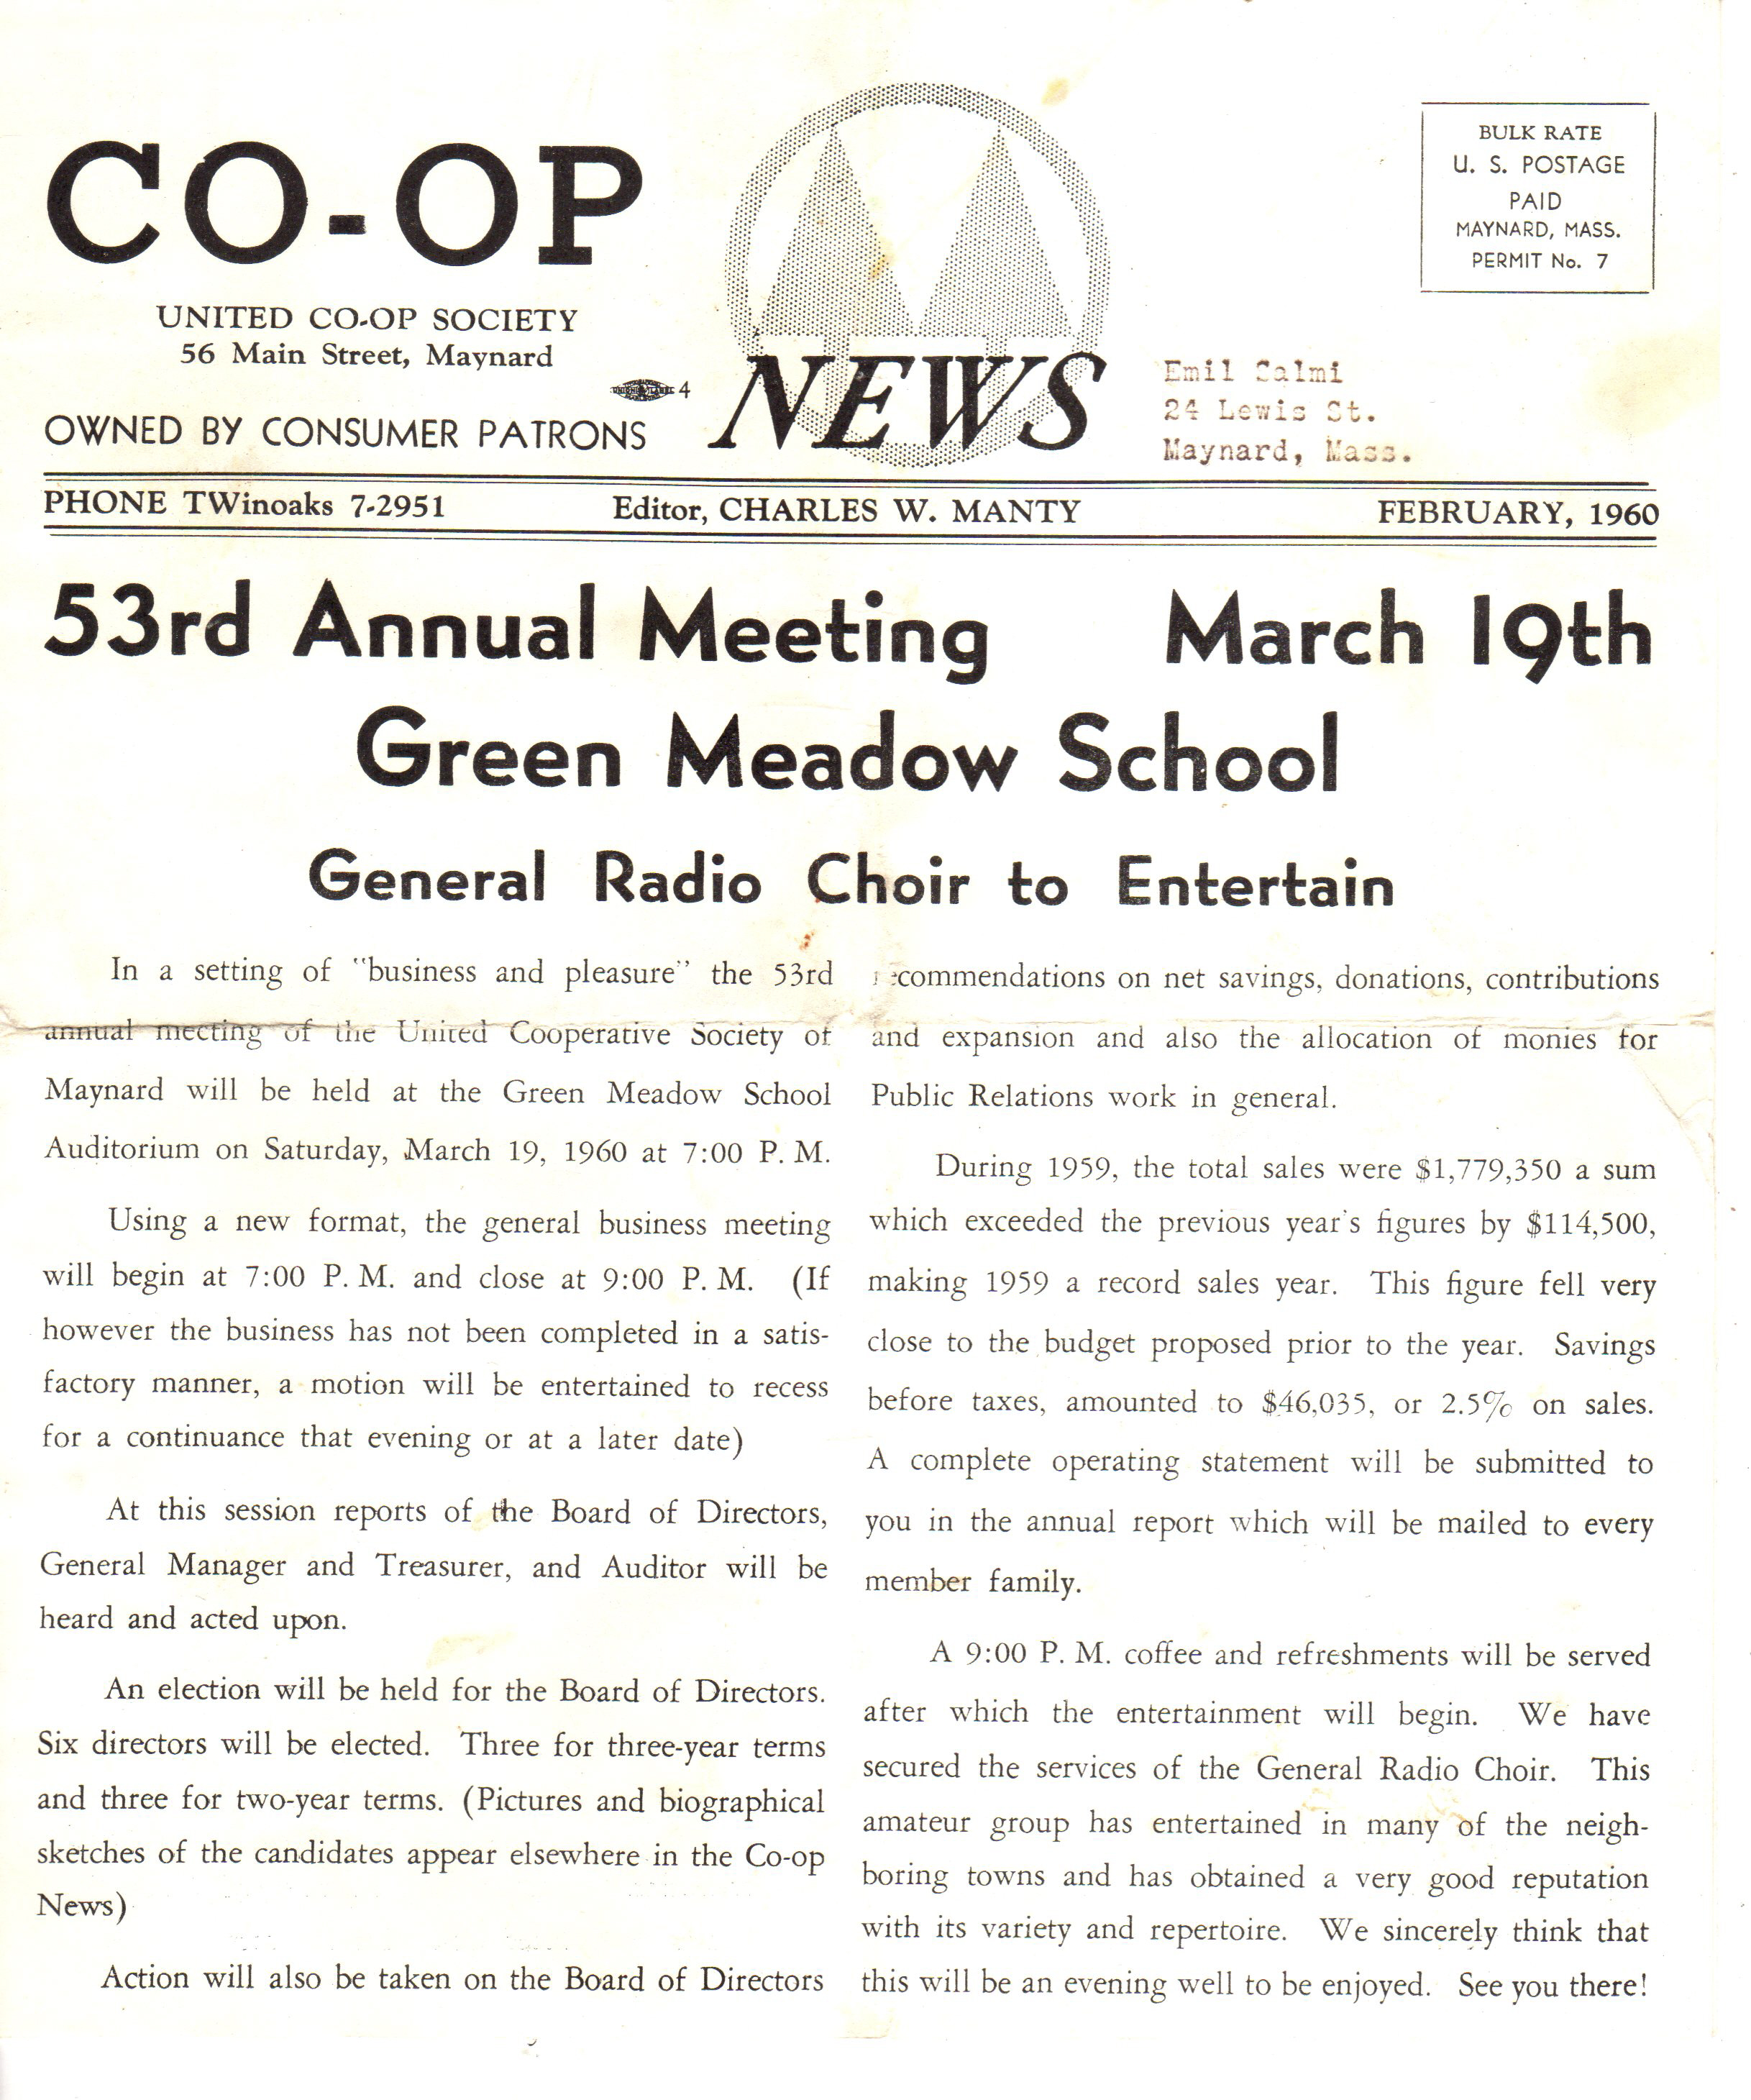 CO-OP
UNITED CO-OP SOCIETY
56 Main Street, Maynard
4
OWNED BY CONSUMER PATRONS
NEWS
BULK RATE
U. S. POSTAGE
PAID
MAYNARD, MASS.
PERMIT No. 7
Emil Salmi
24 Lewis St.
Maynard, Mass.
PHONE TWinoaks 7-2951 Editor, CHARLES W. MANTY FEBRUARY, 1960
53rd Annual Meeting March 19th
Green Meadow School
General Radio Choir to Entertain
In a setting of "business and pleasure" the 53rd
annual meeting of the United Cooperative Society of
Maynard will be held at the Green Meadow School
Auditorium on Saturday, March 19, 1960 at 7:00 P. M.
Using a new format, the general business meeting
will begin at 7:00 P. M. and close at 9:00 P. M. (If
however the business has not been completed in a satis-
factory manner, a motion will be entertained to recess
for a continuance that evening or at a later date)
At this session reports of the Board of Directors,
General Manager and Treasurer, and Auditor will be
heard and acted upon.
An election will be held for the Board of Directors.
Six directors will be elected. Three for three-year terms
and three for two-year terms. (Pictures and biographical
sketches of the candidates appear elsewhere in the Co-op
News)
Action will also be taken on the Board of Directors
recommendations on net savings, donations, contributions
and expansion and also the allocation of monies for
Public Relations work in general.
During 1959, the total sales were $1,779,350 a sum
which exceeded the previous year's figures by $114,500,
making 1959 a record sales year. This figure fell very
close to the budget proposed prior to the year. Savings
before taxes, amounted to $46,035, or 2.5% on sales.
A complete operating statement will be submitted to
you in the annual report which will be mailed to every
member family.
A 9:00 P. M. coffee and refreshments will be served
after which the entertainment will begin. We have
secured the services of the General Radio Choir. This
amateur group has entertained in many of the neigh-
boring towns and has obtained a very good reputation
with its variety and repertoire. We sincerely think that
this will be an evening well to be enjoyed. See you there!